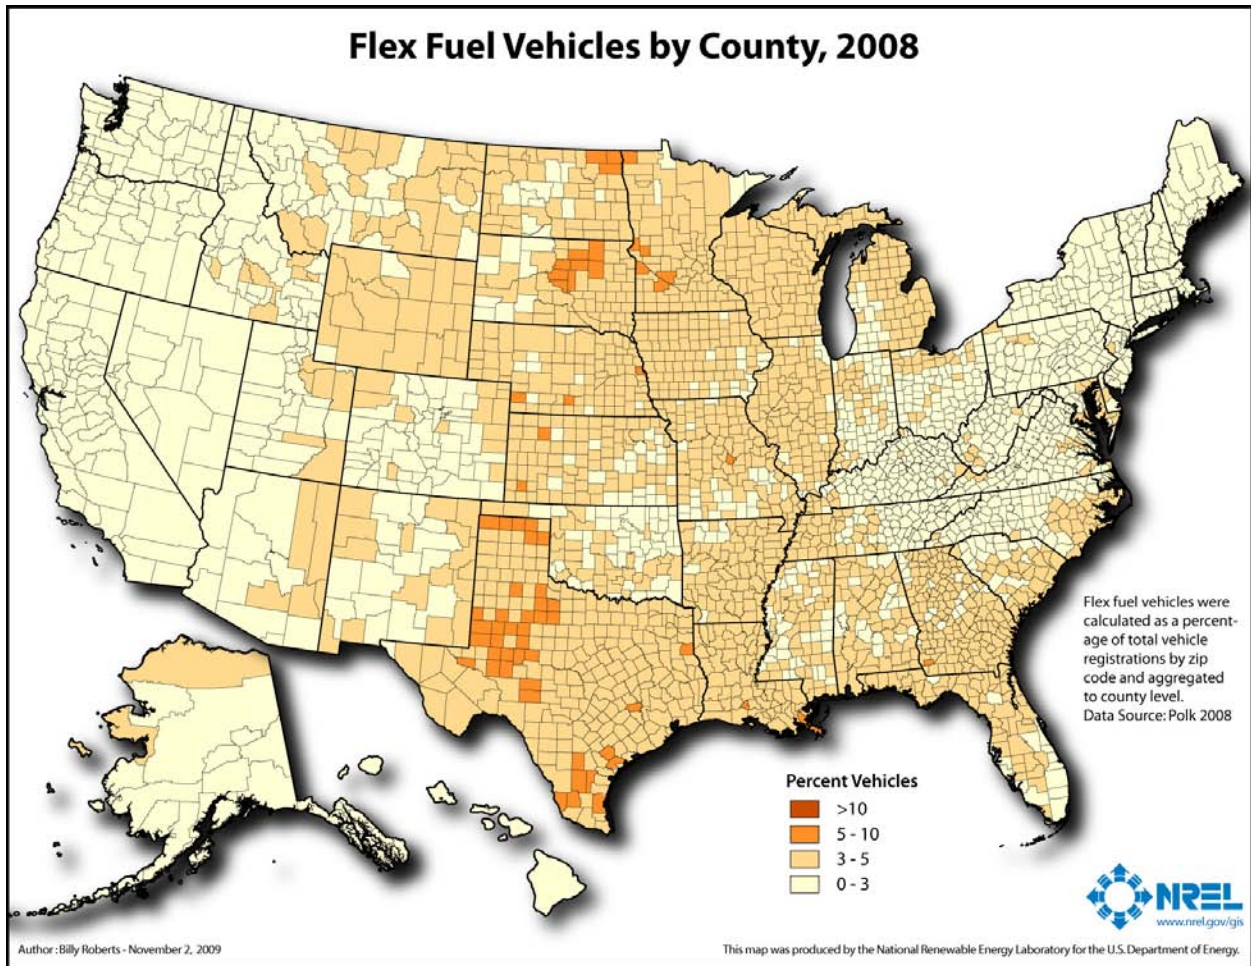 Flex Fuel Vehicles by County, 2008
Flex fuel vehicles were
calculated as a percent-
age of total vehicle
registrations by zip
code and aggregated
to county level.
Data Source: Polk 2008
Percent Vehicles
>10
5 - 10
3 - 5
0 - 3
NREL
www.nrel.gov/gis
Author : Billy Roberts - November 2, 2009
This map was produced by the National Renewable Energy Laboratory for the U.S. Department of Energy.